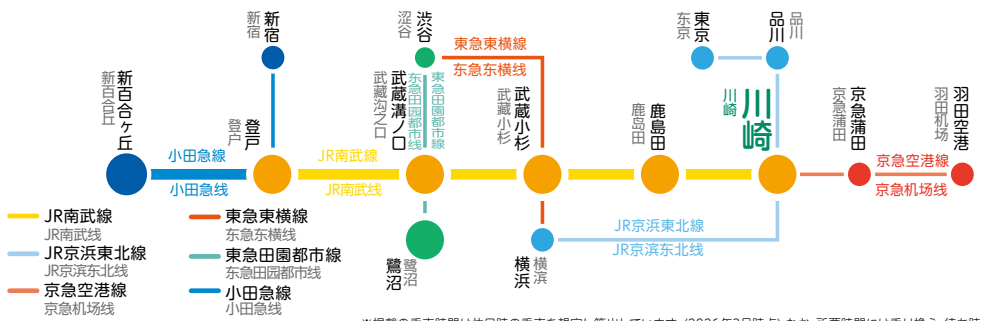 新宿
新宿
渋谷
涩谷
東京
东京
品川
品川
新百合ヶ丘
新百合丘
登戸
登户
武蔵溝ノ口
武藏沟之口
東急田園都市線
东急田园都市线
東急東横線
东急东横线
武蔵小杉
武藏小杉
鹿島田
鹿岛田
川崎
川崎
京急蒲田
京急蒲田
羽田空港
羽田机场
小田急線
小田急线
JR南武線
JR南武线
京急空港線
京急机场线
JR京浜東北線
JR京滨东北线
鷺沼
鹭沼
横浜
横滨
JR南武線
JR南武线
JR京浜東北線
JR京滨东北线
京急空港線
京急机场线
東急東横線
东急东横线
東急田園都市線
东急田园都市线
小田急線
小田急线